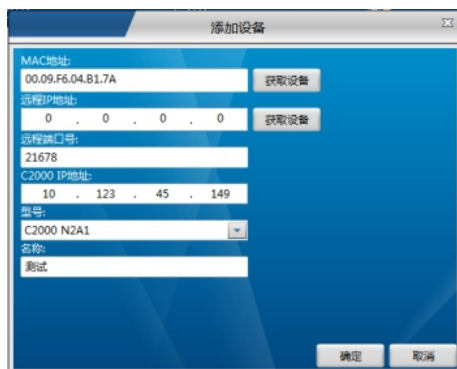 添加设备
MAC地址:
00.09.F6.04.B1.7A 获取设备
远程IP地址:
0 . 0 . 0 . 0 获取设备
远程端口号:
21678
C2000 IP地址:
10 . 123 . 45 . 149
型号:
C2000 N2A1
名称:
测试
确定 取消